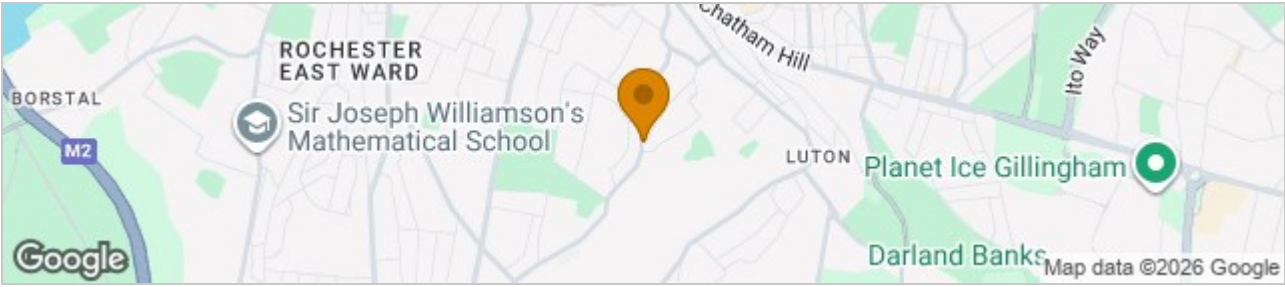 Chatham Hill
Ito Way
ROCHESTER
EAST WARD
BORSTAL
Sir Joseph Williamson's
Mathematical School
M2
LUTON
Planet Ice Gillingham
Darland Banks
Google
Map data ©2026 Google